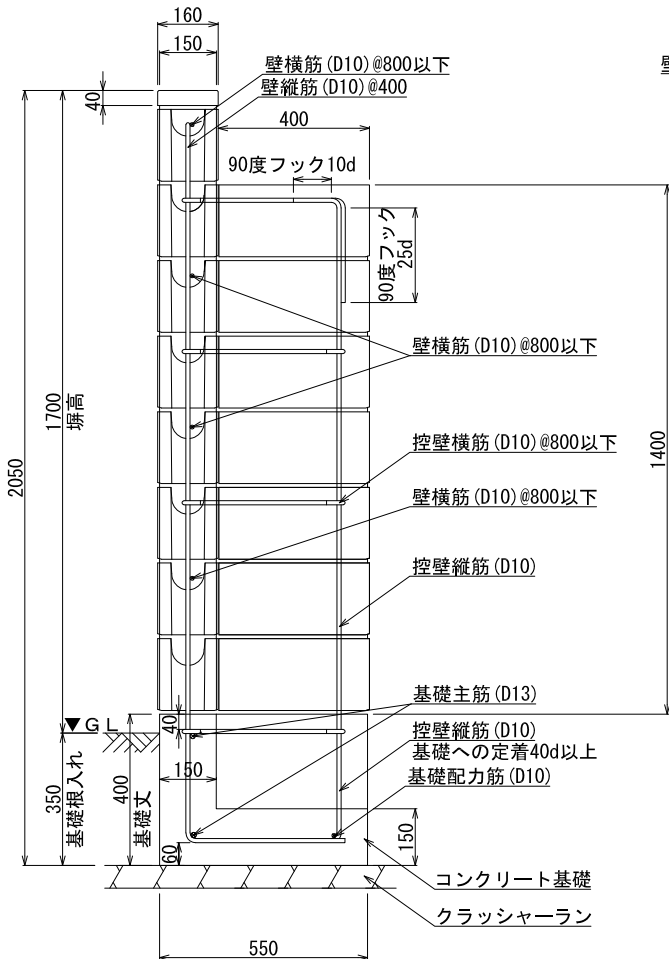 160
150
壁
壁横筋(D10)@800以下
壁縦筋(D10)@400
40
400
90度フック10d
90度フック
25d
壁横筋(D10)@800以下
1700
塀高
2050
1400
控壁横筋(D10)@800以下
壁横筋(D10)@800以下
控壁縦筋(D10)
基礎主筋(D13)
▼GL
40
控壁縦筋(D10)
基礎への定着40d以上
基礎配力筋(D10)
350
基礎根入れ
400
基礎丈
150
60
150
コンクリート基礎
クラッシャーラン
550